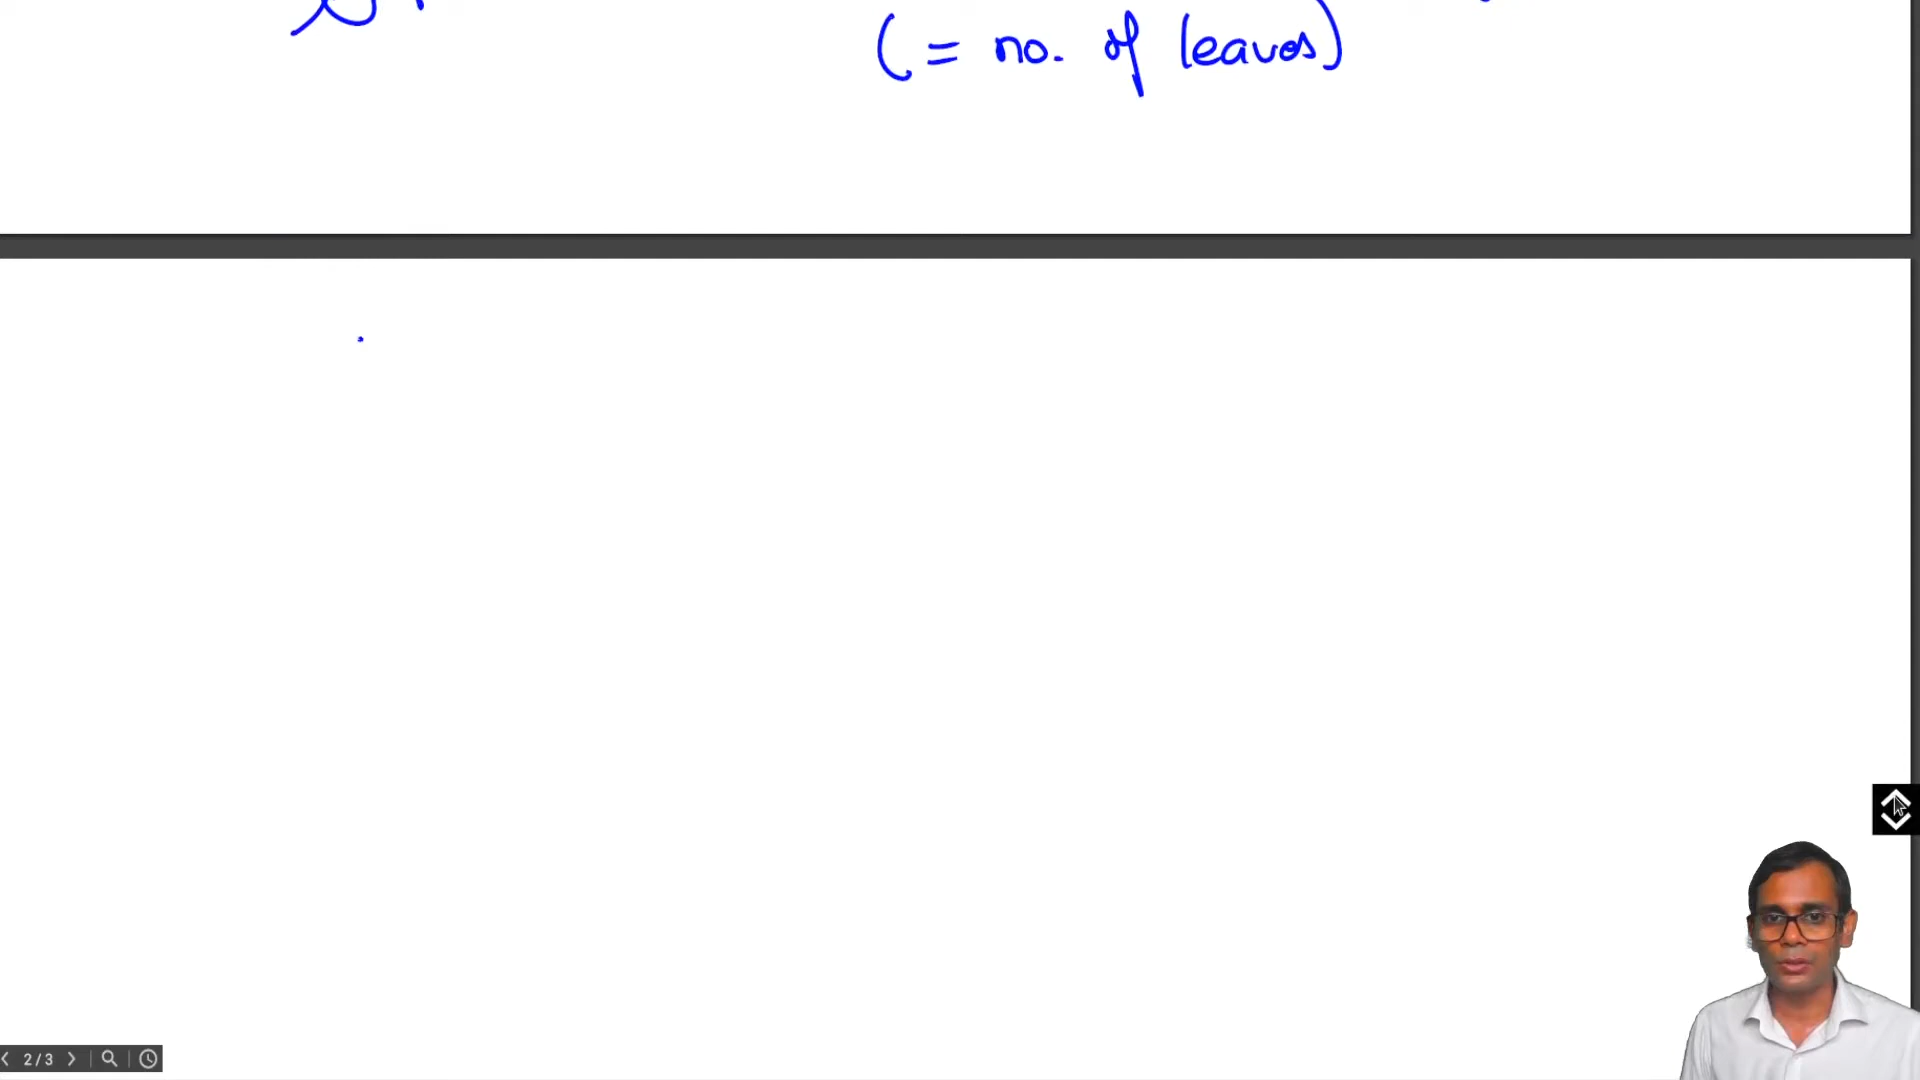 (= no. of leaves)
2/3